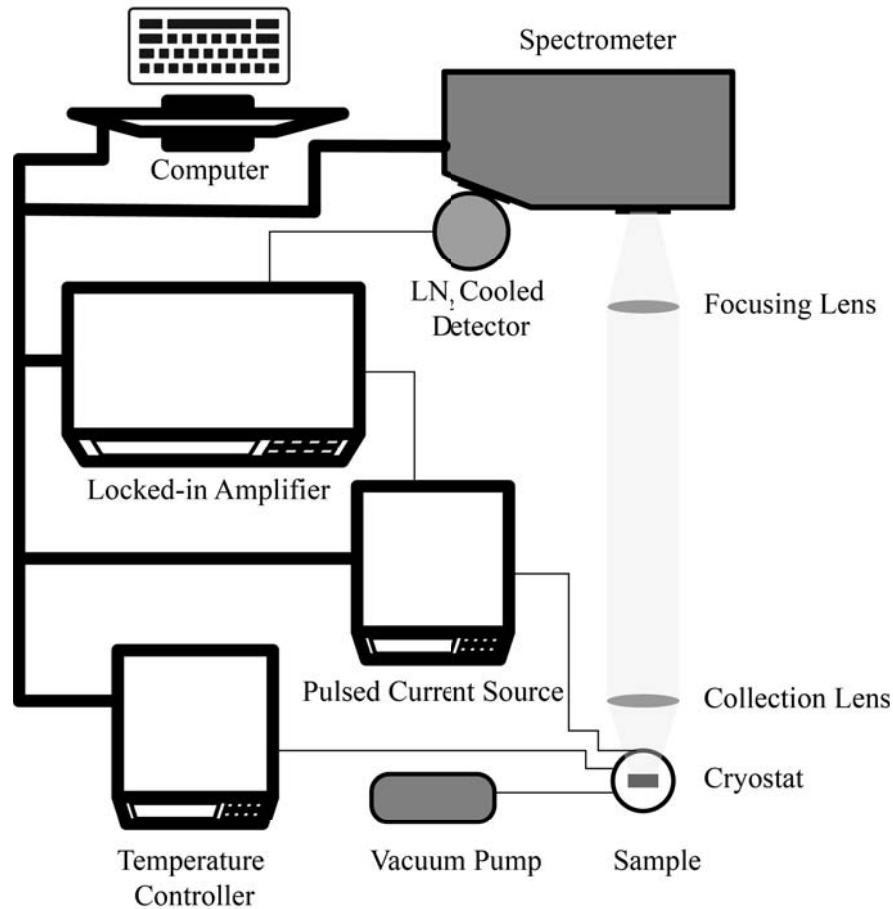 Spectrometer
Computer
LN₂ Cooled
Detector
Focusing Lens
Locked-in Amplifier
Pulsed Current Source
Collection Lens
Cryostat
Temperature
Controller
Vacuum Pump
Sample